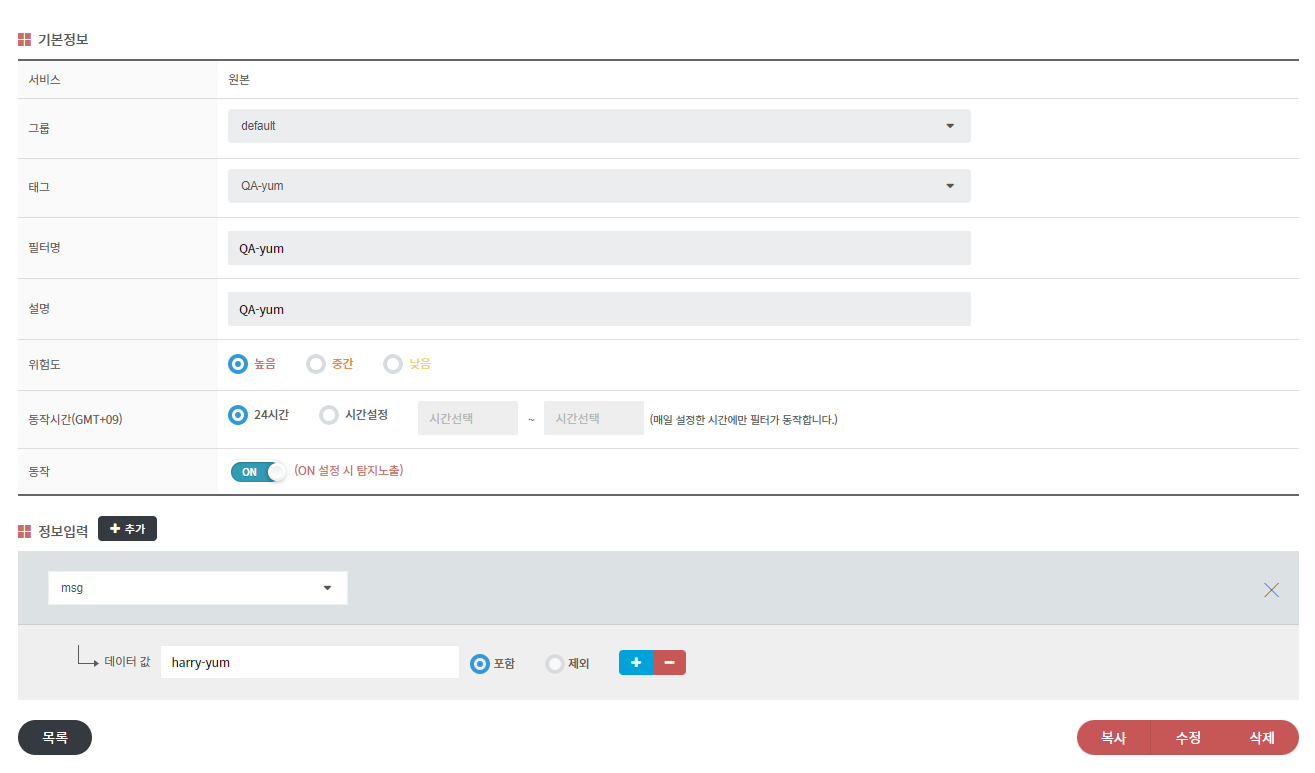 기본정보
서비스 원본
그룹 default
태그 QA-yum
필터명 QA-yum
설명 QA-yum
위험도 높음 중간 낮음
동작시간(GMT+09) 24시간 시간설정 시간선택 ~ 시간선택 (매일 설정한 시간에만 필터가 동작합니다.)
동작 ON (ON 설정 시 탐지노출)
정보입력 + 추가
msg
데이터 값 harry-yum 포함 제외 + −
목록 복사 수정 삭제